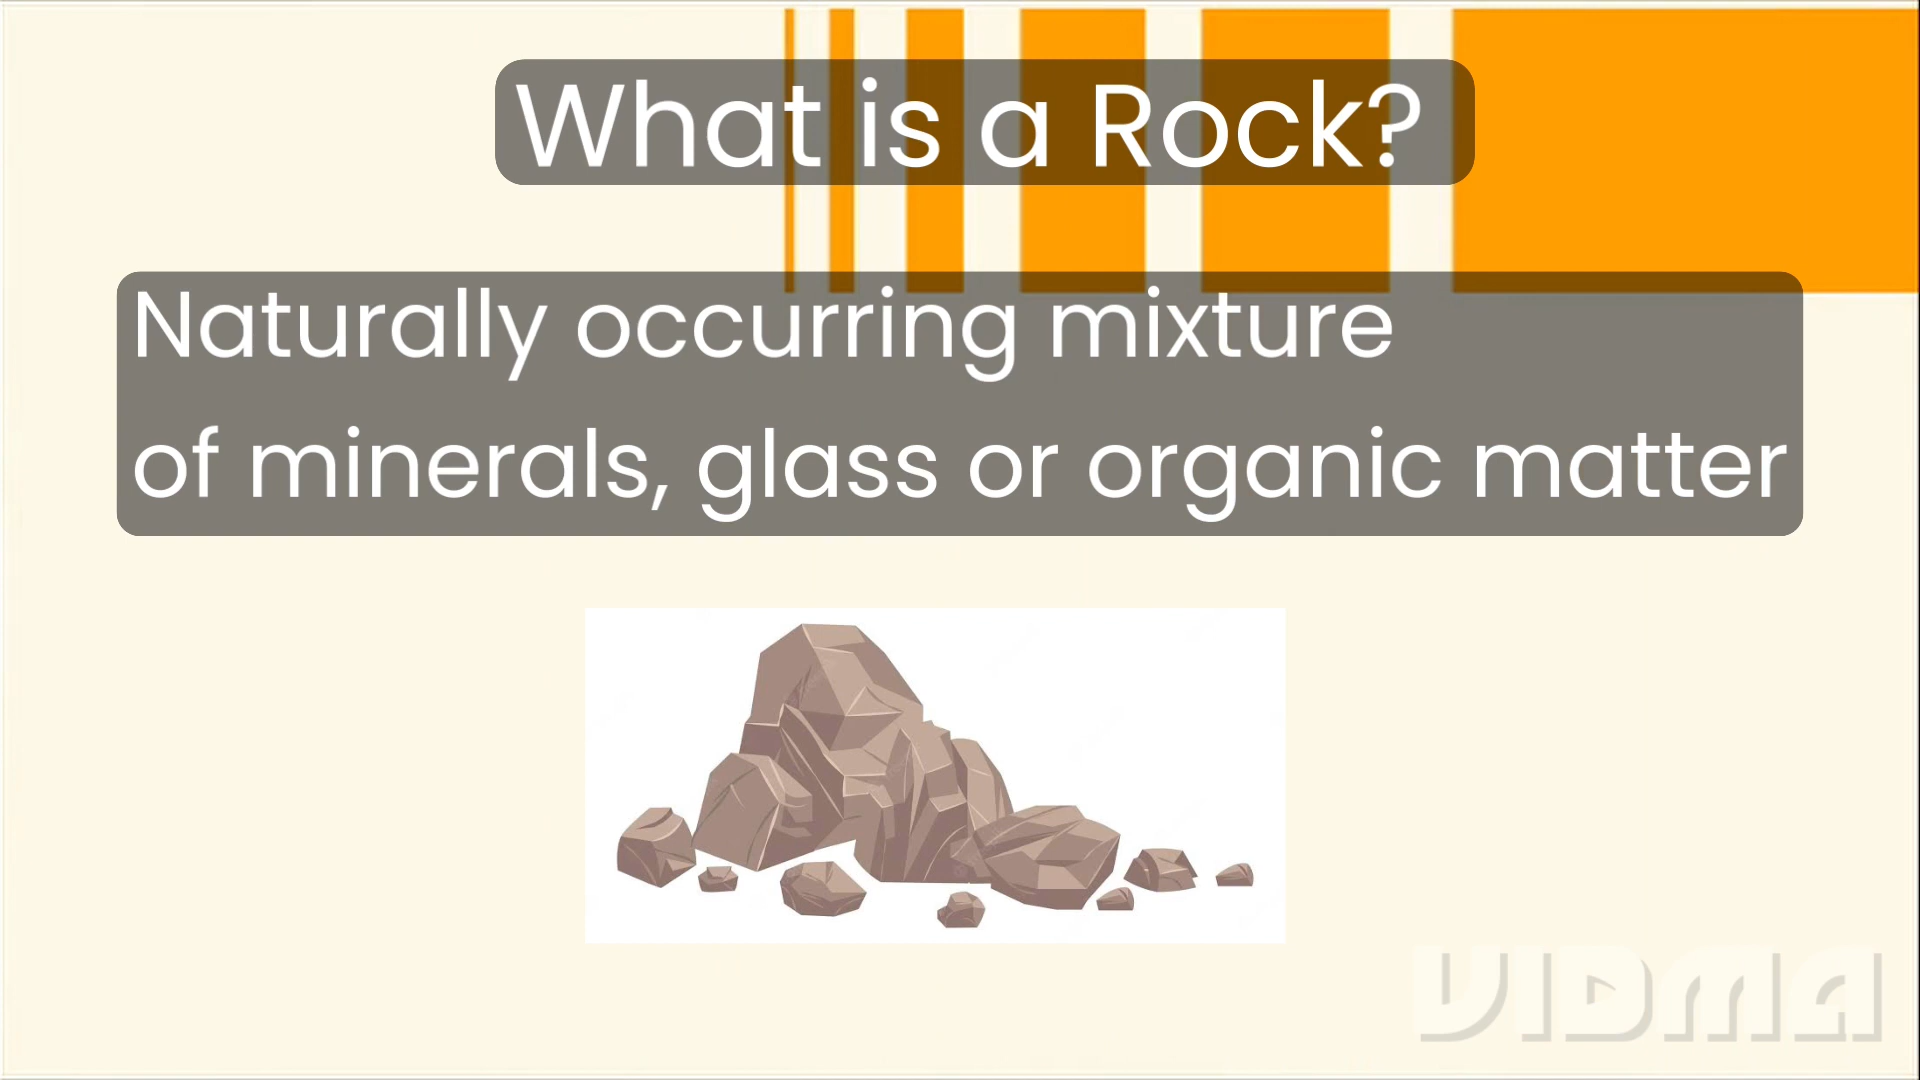 What is a Rock?
Naturally occurring mixture
of minerals, glass or organic matter
VIDMA